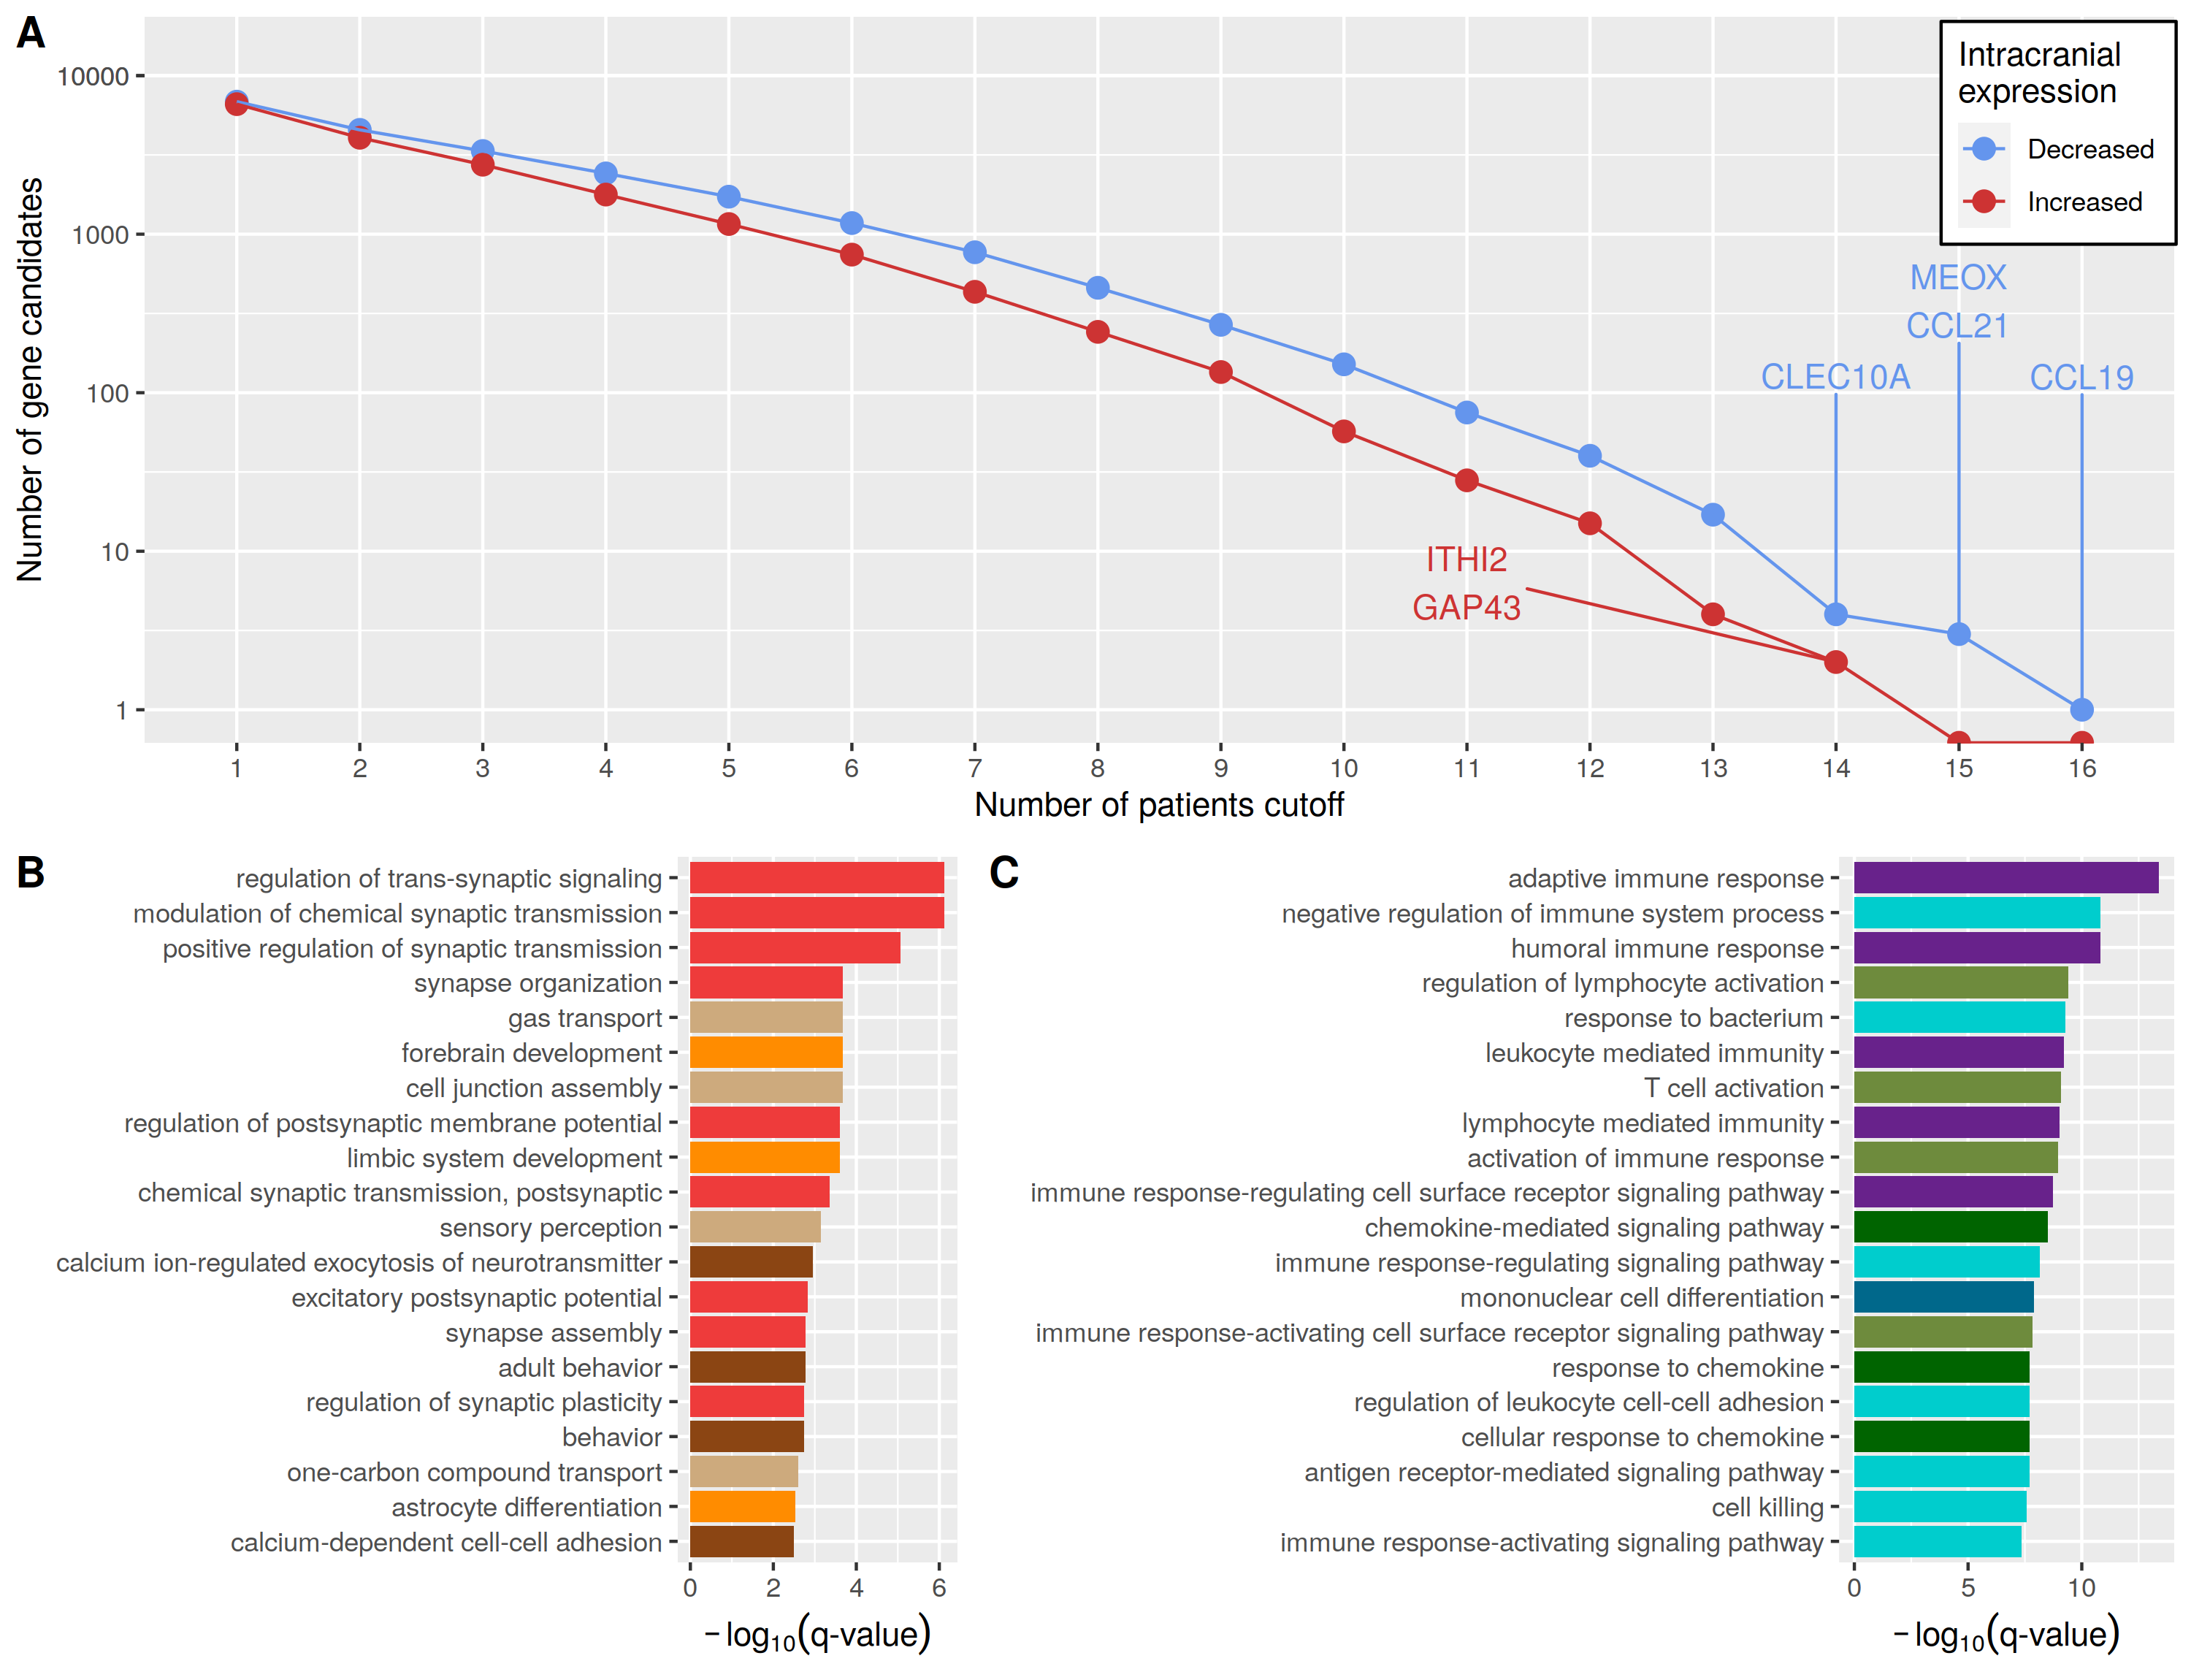 A
10000
1000
100
10
1
Number of gene candidates
Intracranial
expression
Decreased
Increased
MEOX
CCL21
CLEC10A
CCL19
ITHI2
GAP43
1 2 3 4 5 6 7 8 9 10 11 12 13 14 15 16
Number of patients cutoff
B
regulation of trans-synaptic signaling
modulation of chemical synaptic transmission
positive regulation of synaptic transmission
synapse organization
gas transport
forebrain development
cell junction assembly
regulation of postsynaptic membrane potential
limbic system development
chemical synaptic transmission, postsynaptic
sensory perception
calcium ion-regulated exocytosis of neurotransmitter
excitatory postsynaptic potential
synapse assembly
adult behavior
regulation of synaptic plasticity
behavior
one-carbon compound transport
astrocyte differentiation
calcium-dependent cell-cell adhesion
0 2 4 6
−log₁₀(q-value)
C
adaptive immune response
negative regulation of immune system process
humoral immune response
regulation of lymphocyte activation
response to bacterium
leukocyte mediated immunity
T cell activation
lymphocyte mediated immunity
activation of immune response
immune response-regulating cell surface receptor signaling pathway
chemokine-mediated signaling pathway
immune response-regulating signaling pathway
mononuclear cell differentiation
immune response-activating cell surface receptor signaling pathway
response to chemokine
regulation of leukocyte cell-cell adhesion
cellular response to chemokine
antigen receptor-mediated signaling pathway
cell killing
immune response-activating signaling pathway
0 5 10
−log₁₀(q-value)